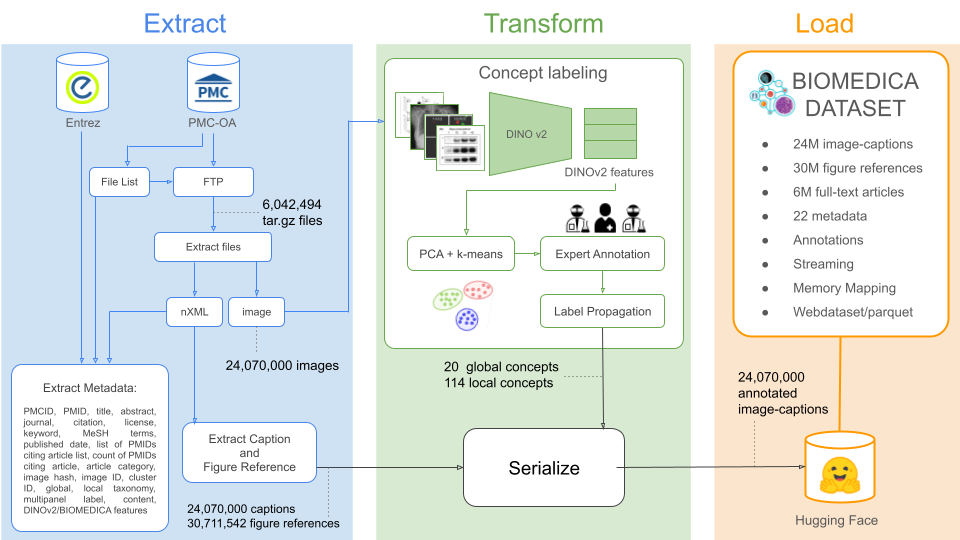 Extract
Transform
Load
e
PMC
Entrez
PMC-OA
File List
FTP
6,042,494
tar.gz files
Extract files
nXML
image
24,070,000 images
Extract Metadata:
PMCID, PMID, title, abstract,
journal, citation, license,
keyword, MeSH terms,
published date, list of PMIDs
citing article list, count of PMIDs
citing article, article category,
image hash, image ID, cluster
ID, global, local taxonomy,
multipanel label, content,
DINOv2/BIOMEDICA features
Extract Caption
and
Figure Reference
24,070,000 captions
30,711,542 figure references
Concept labeling
DINO v2
DINOv2 features
PCA + k-means
Expert Annotation
Label Propagation
20 global concepts
114 local concepts
Serialize
BIOMEDICA
DATASET
● 24M image-captions
● 30M figure references
● 6M full-text articles
● 22 metadata
● Annotations
● Streaming
● Memory Mapping
● Webdataset/parquet
24,070,000
annotated
image-captions
Hugging Face